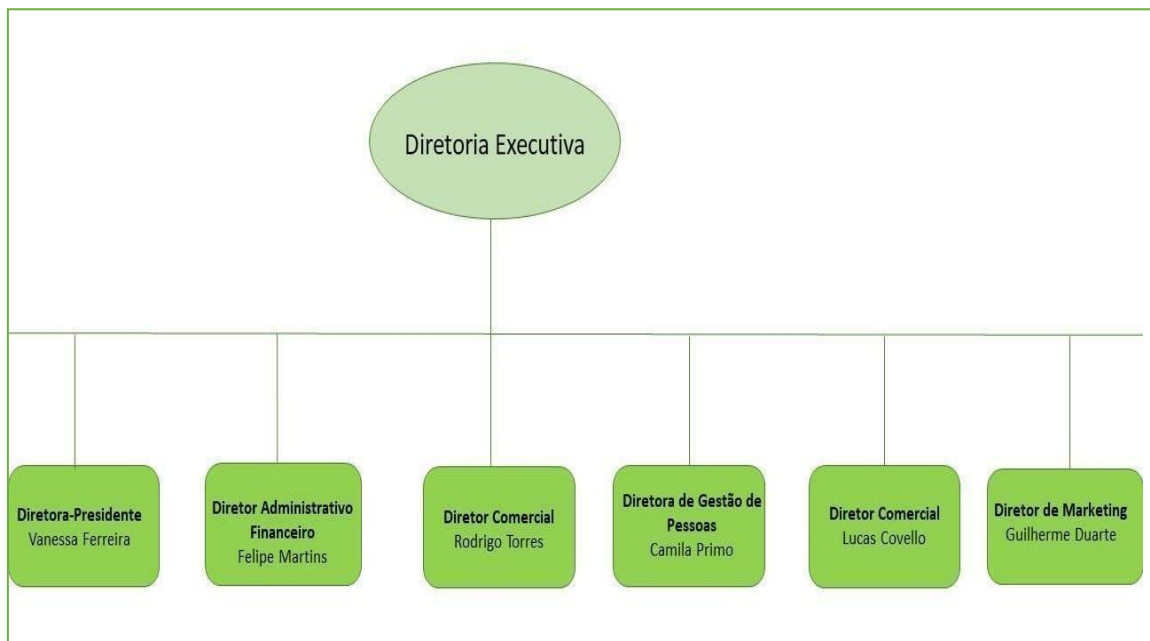 Diretoria Executiva
Diretora-Presidente
Vanessa Ferreira
Diretor Administrativo
Financeiro
Felipe Martins
Diretor Comercial
Rodrigo Torres
Diretora de Gestão de
Pessoas
Camila Primo
Diretor Comercial
Lucas Covello
Diretor de Marketing
Guilherme Duarte